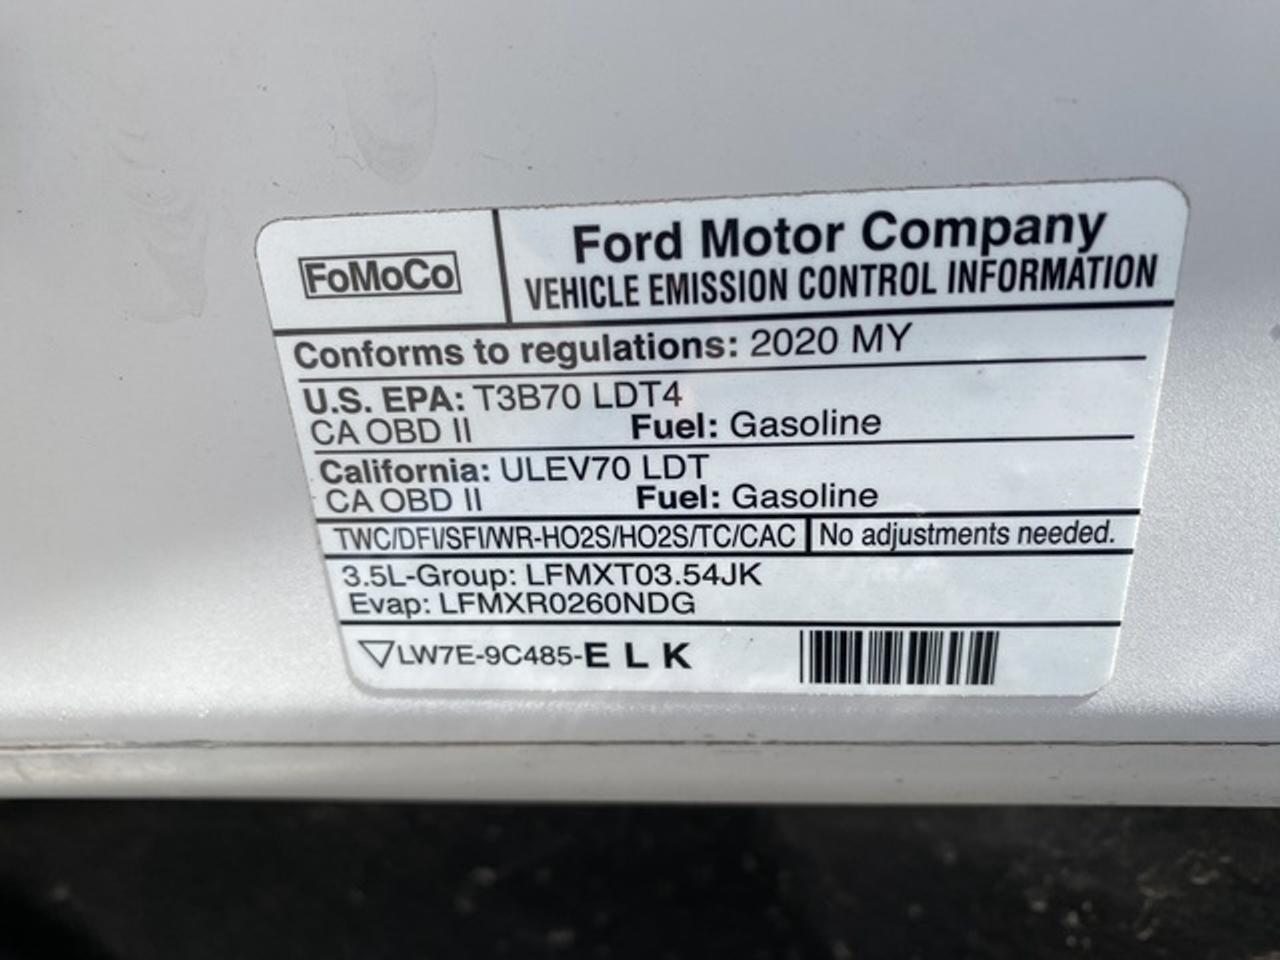 FoMoCo
Ford Motor Company
VEHICLE EMISSION CONTROL INFORMATION
Conforms to regulations: 2020 MY
U.S. EPA: T3B70 LDT4
CA OBD II Fuel: Gasoline
California: ULEV70 LDT
CA OBD II Fuel: Gasoline
TWC/DFI/SFI/WR-HO2S/HO2S/TC/CAC No adjustments needed.
3.5L-Group: LFMXT03.54JK
Evap: LFMXR0260NDG
LW7E-9C485-E L K